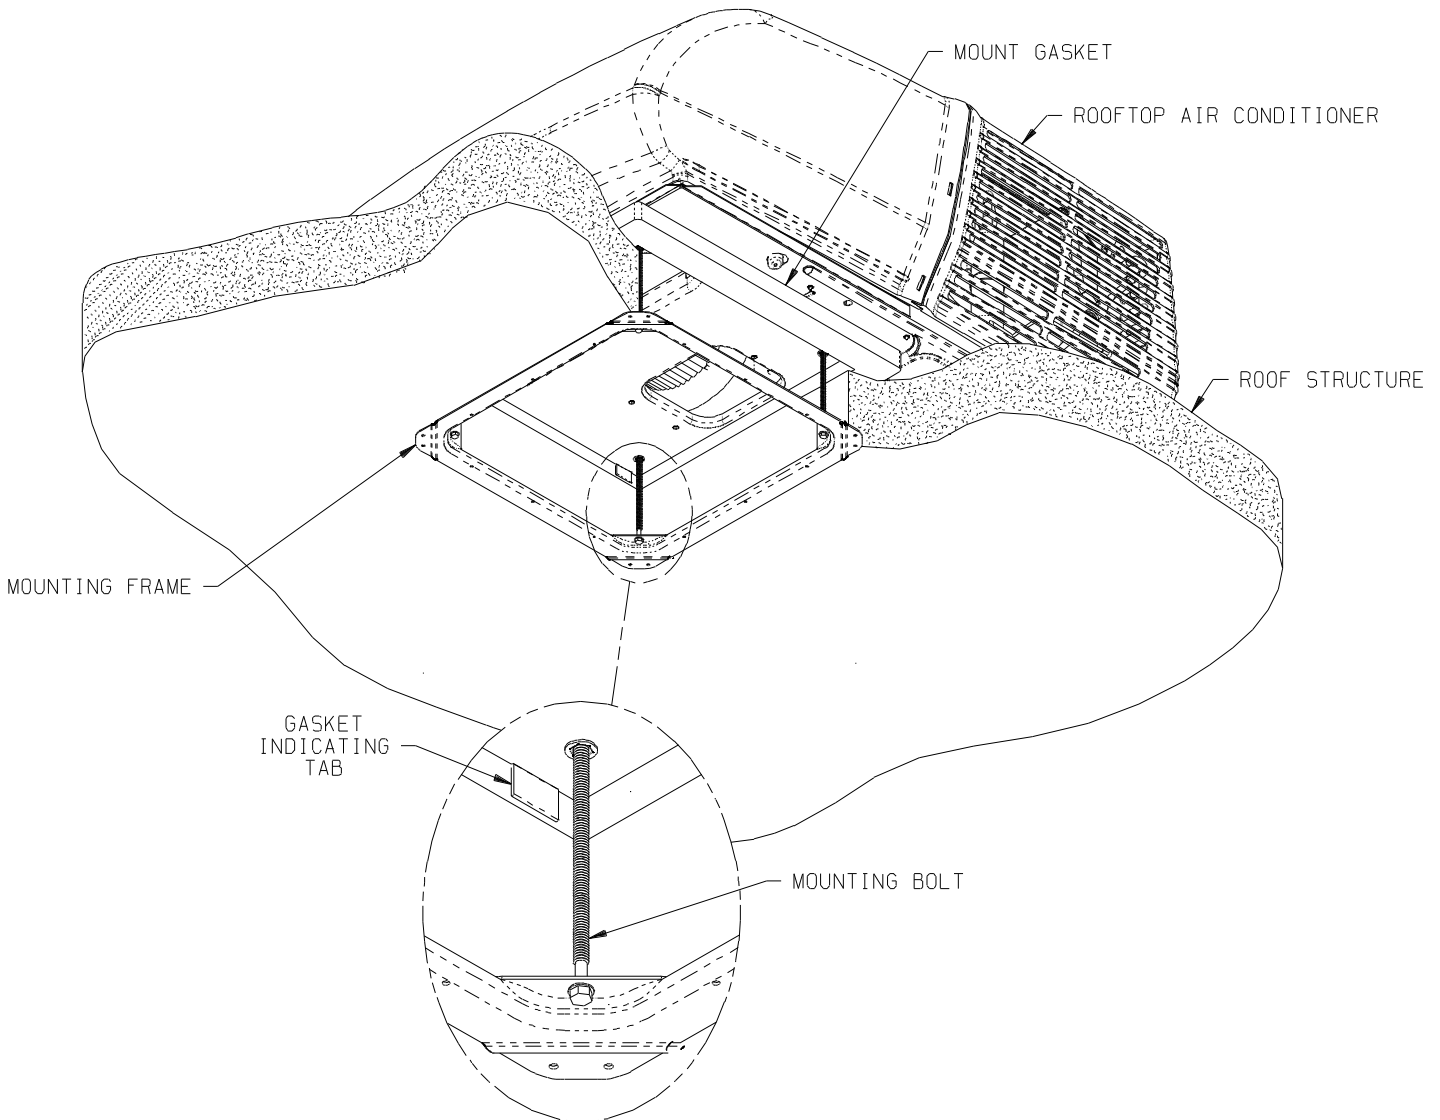 MOUNT GASKET
ROOFTOP AIR CONDITIONER
ROOF STRUCTURE
MOUNTING FRAME
GASKET
INDICATING
TAB
MOUNTING BOLT